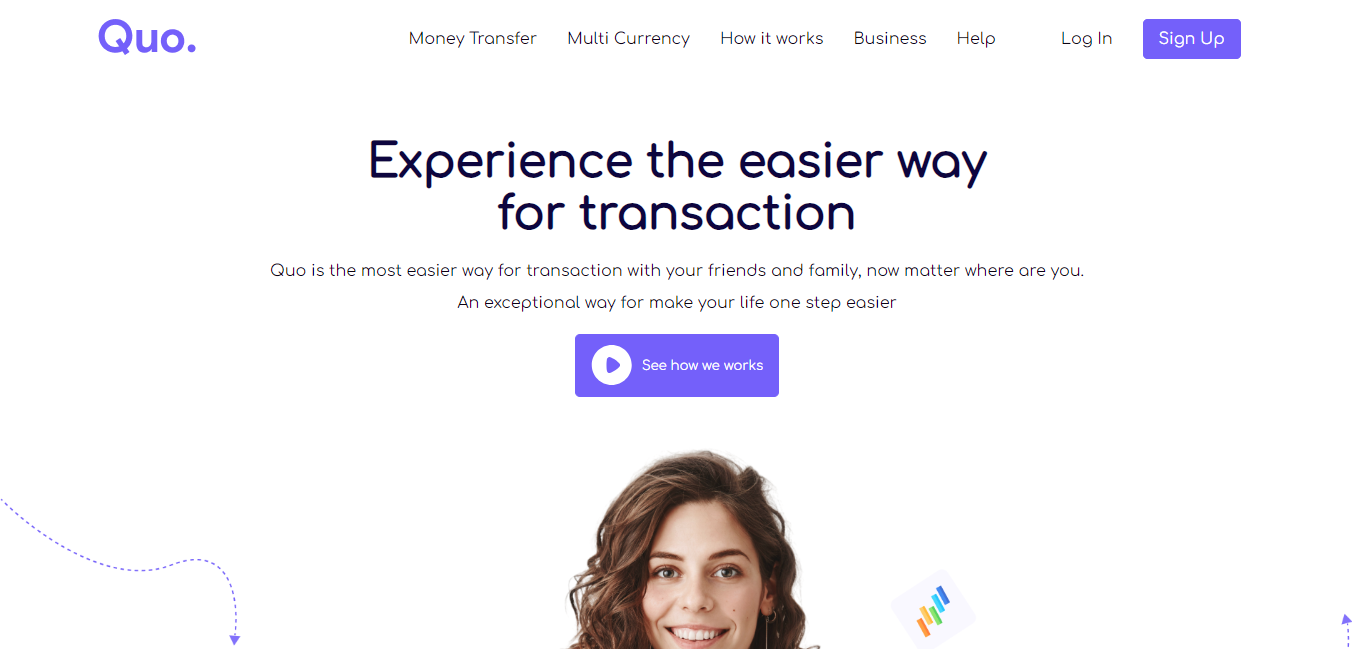 Quo.
Money Transfer
Multi Currency
How it works
Business
Help
Log In
Sign Up
Experience the easier way
for transaction
Quo is the most easier way for transaction with your friends and family, now matter where are you.
An exceptional way for make your life one step easier
See how we works